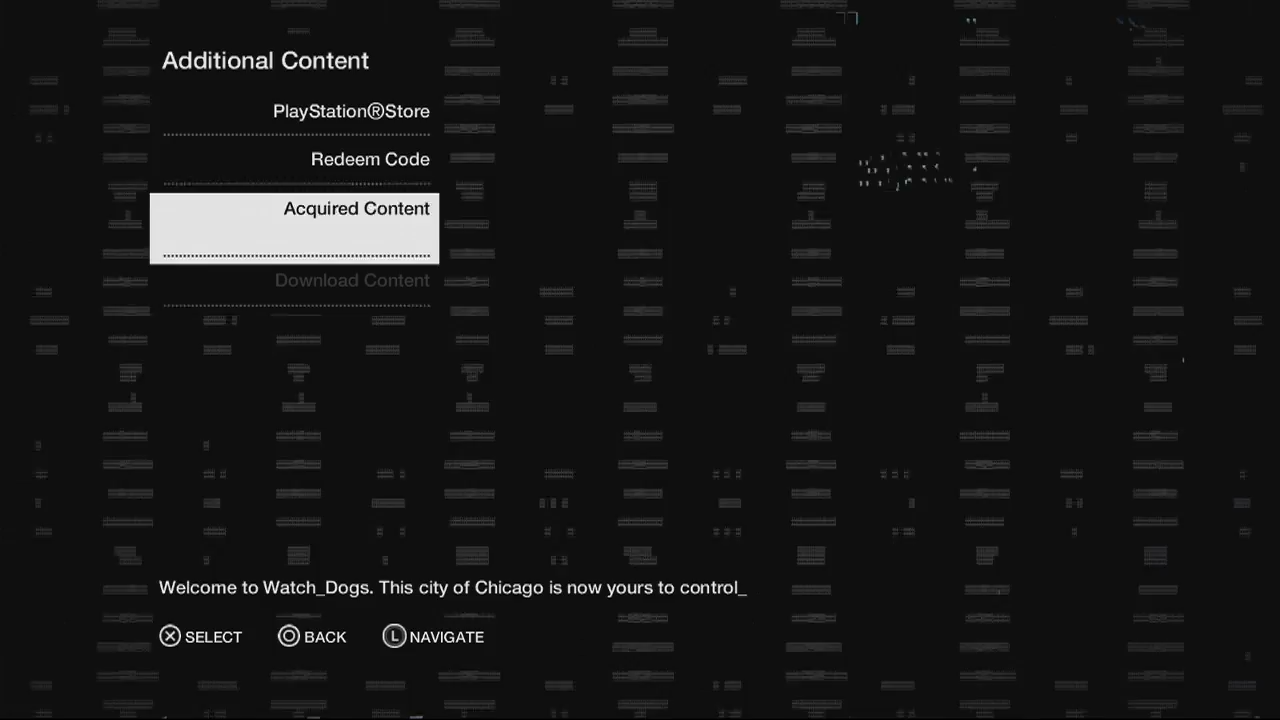 Additional Content
PlayStation®Store
Redeem Code
Acquired Content
Download Content
Welcome to Watch_Dogs. This city of Chicago is now yours to control_
SELECT BACK L NAVIGATE